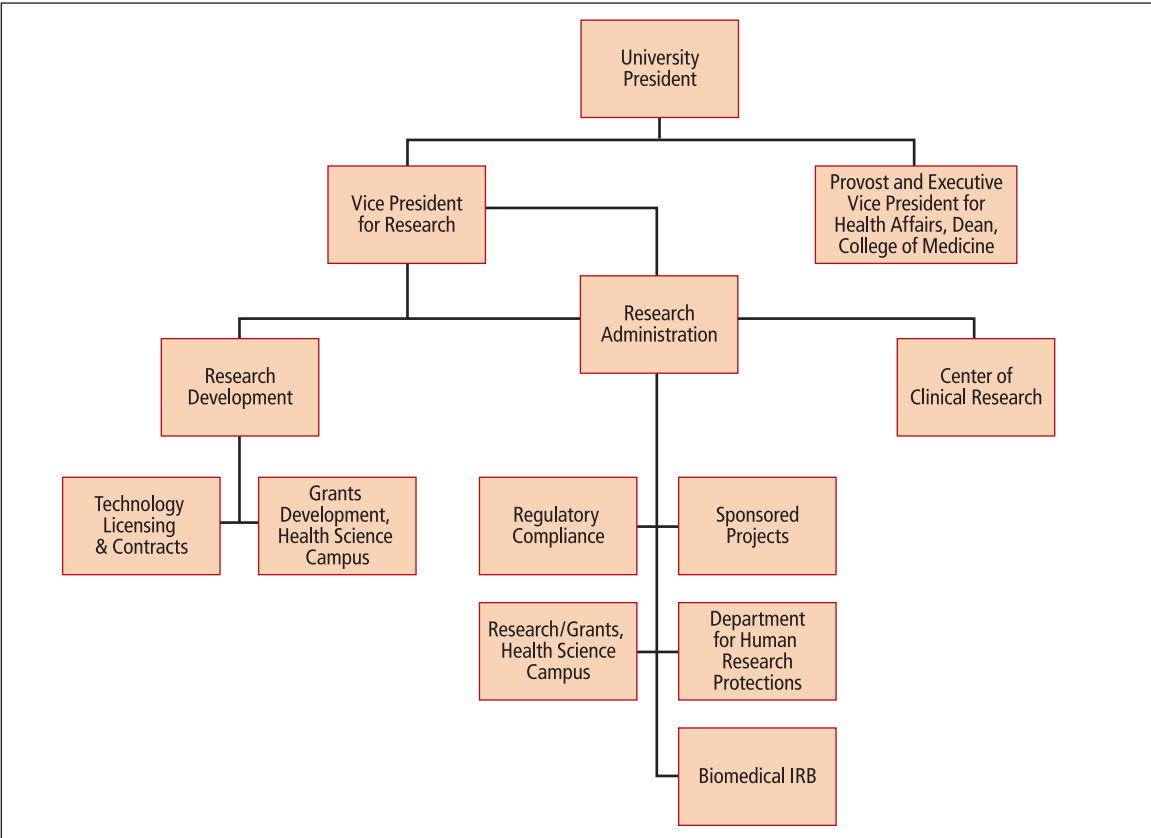 University
President
Vice President
for Research
Provost and Executive
Vice President for
Health Affairs, Dean,
College of Medicine
Research
Administration
Research
Development
Center of
Clinical Research
Technology
Licensing
& Contracts
Grants
Development,
Health Science
Campus
Regulatory
Compliance
Sponsored
Projects
Research/Grants,
Health Science
Campus
Department
for Human
Research
Protections
Biomedical IRB